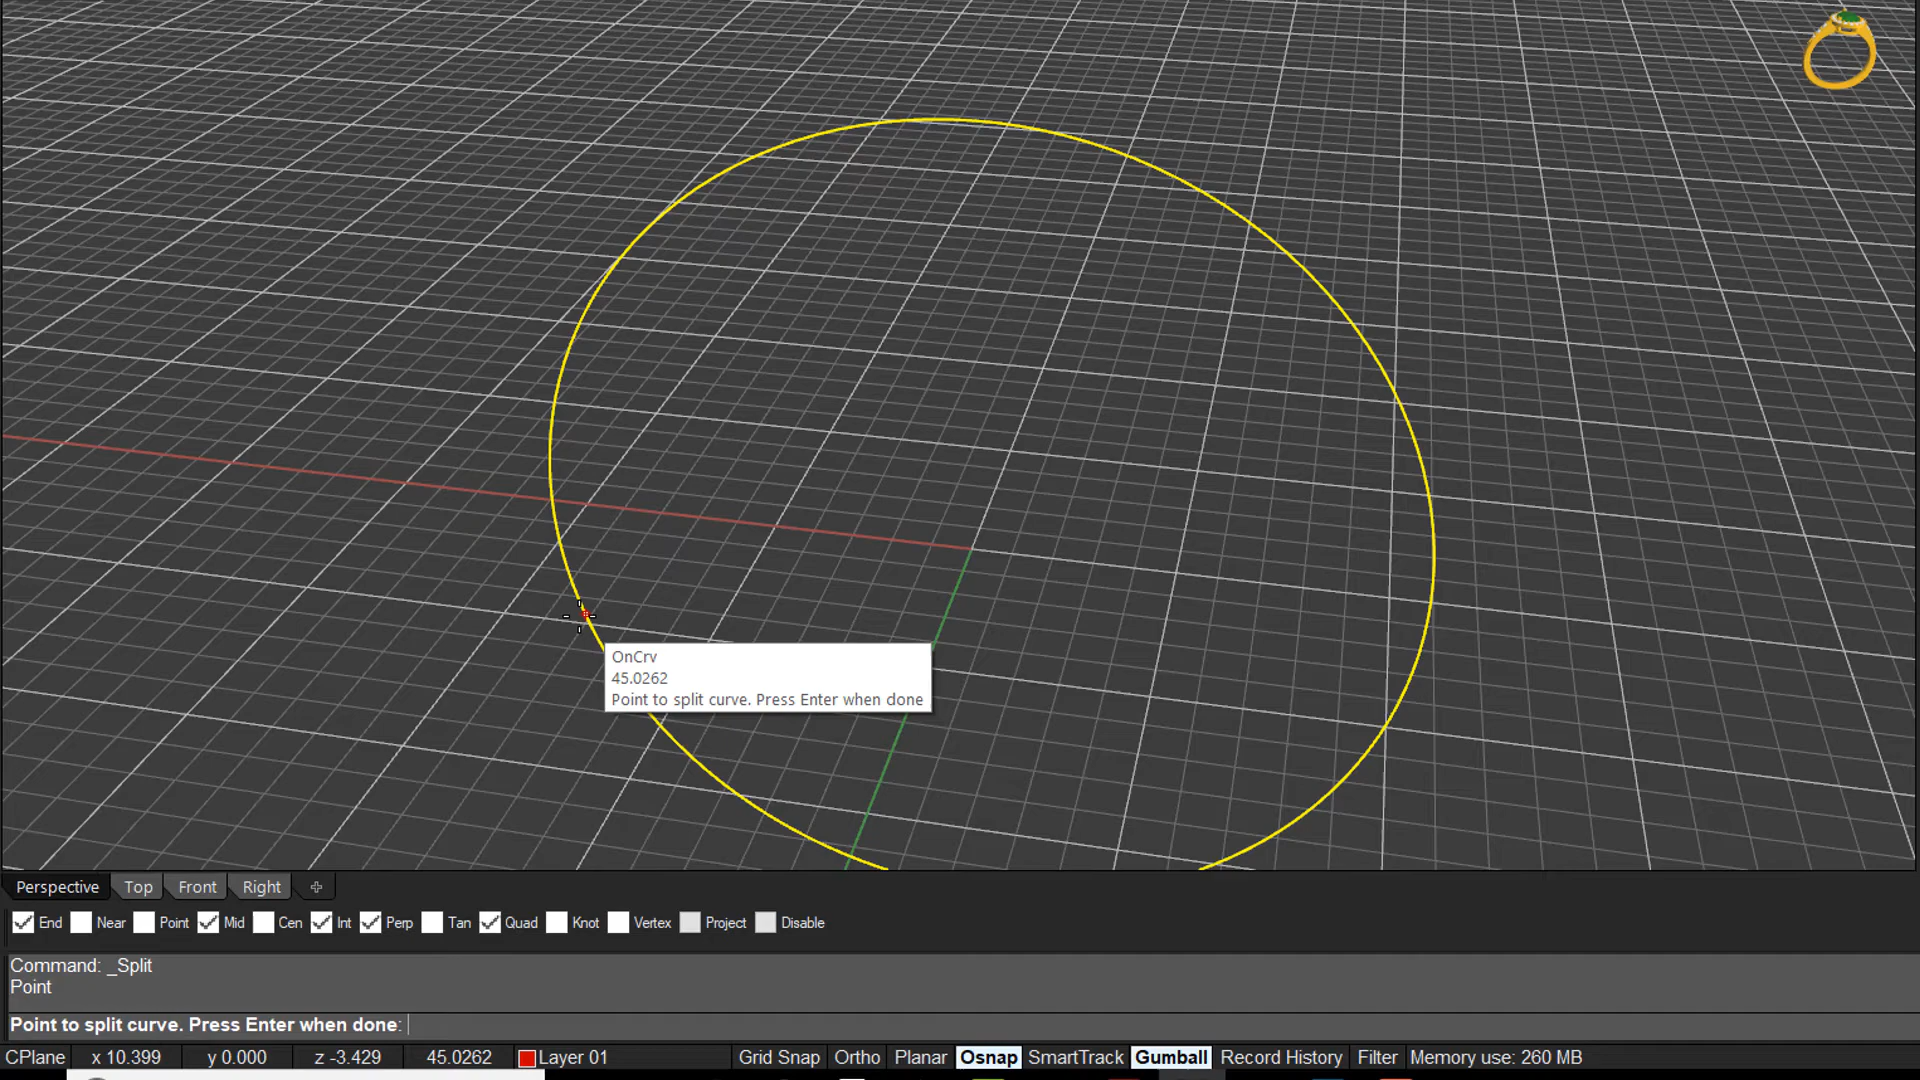 OnCrv
45.0262
Point to split curve. Press Enter when done
Perspective Top Front Right
End Near Point Mid Cen Int Perp Tan Quad Knot Vertex Project Disable
Command: _Split
Point
Point to split curve. Press Enter when done:
CPlane x 10.399 y 0.000 z -3.429 45.0262 Layer 01 Grid Snap Ortho Planar Osnap SmartTrack Gumball Record History Filter Memory use: 260 MB